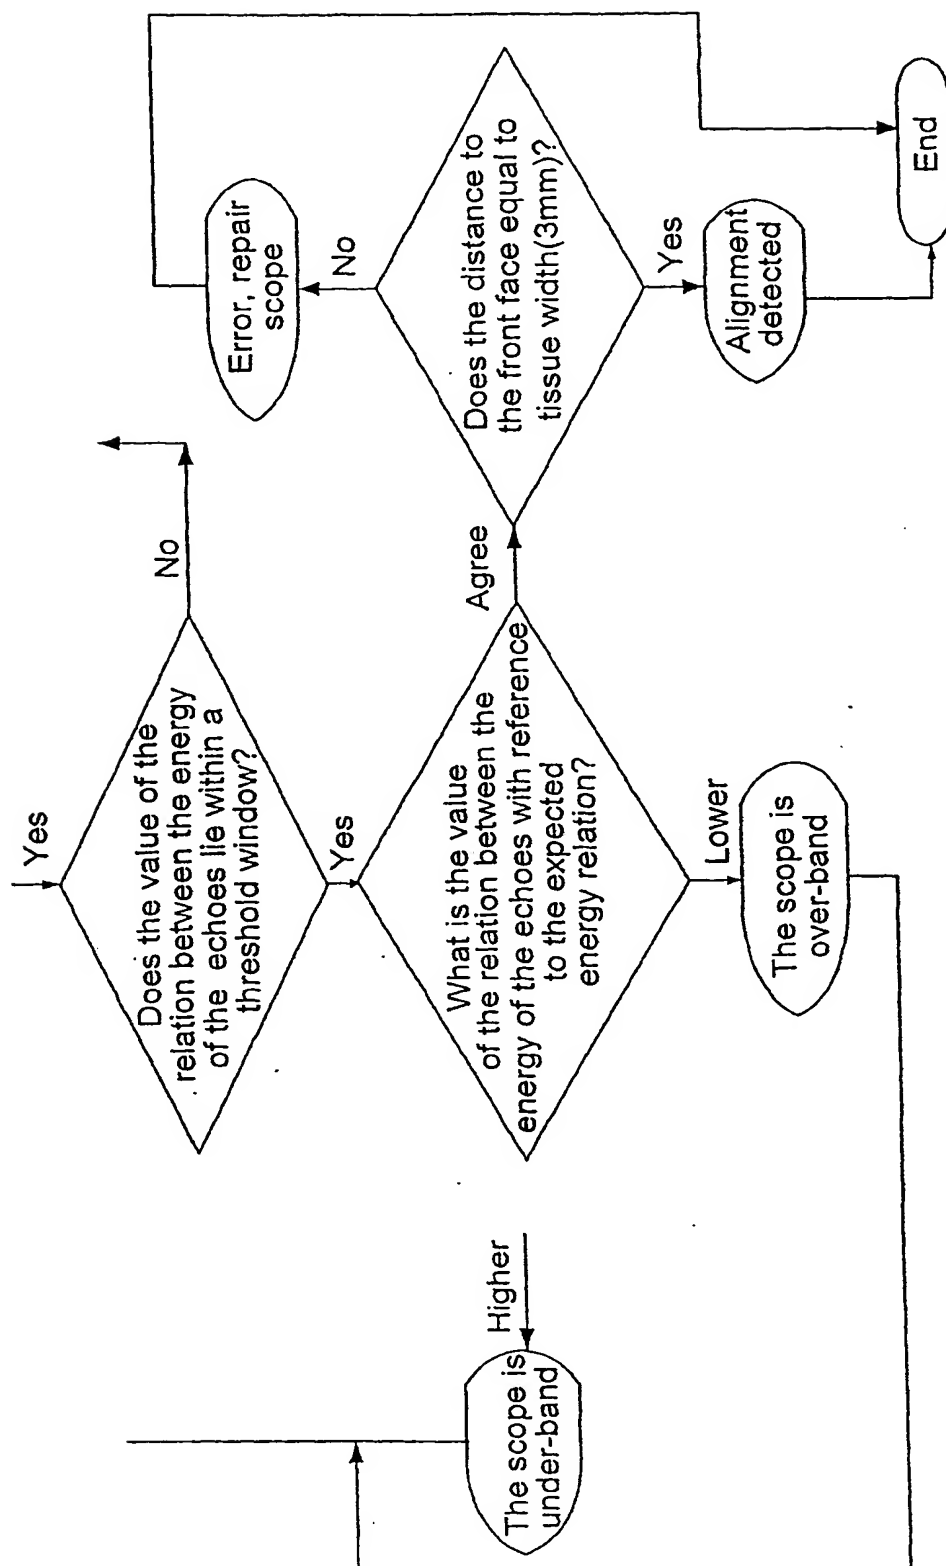 Yes
Does the value of the
relation between the energy
of the echoes lie within a
threshold window?
No
Yes
What is the value
of the relation between the
energy of the echoes with reference
to the expected
energy relation?
Higher
The scope is
under-band
Lower
The scope is
over-band
Agree
Does the distance to
the front face equal to
tissue width(3mm)?
No
Error, repair
scope
Yes
Alignment
detected
End